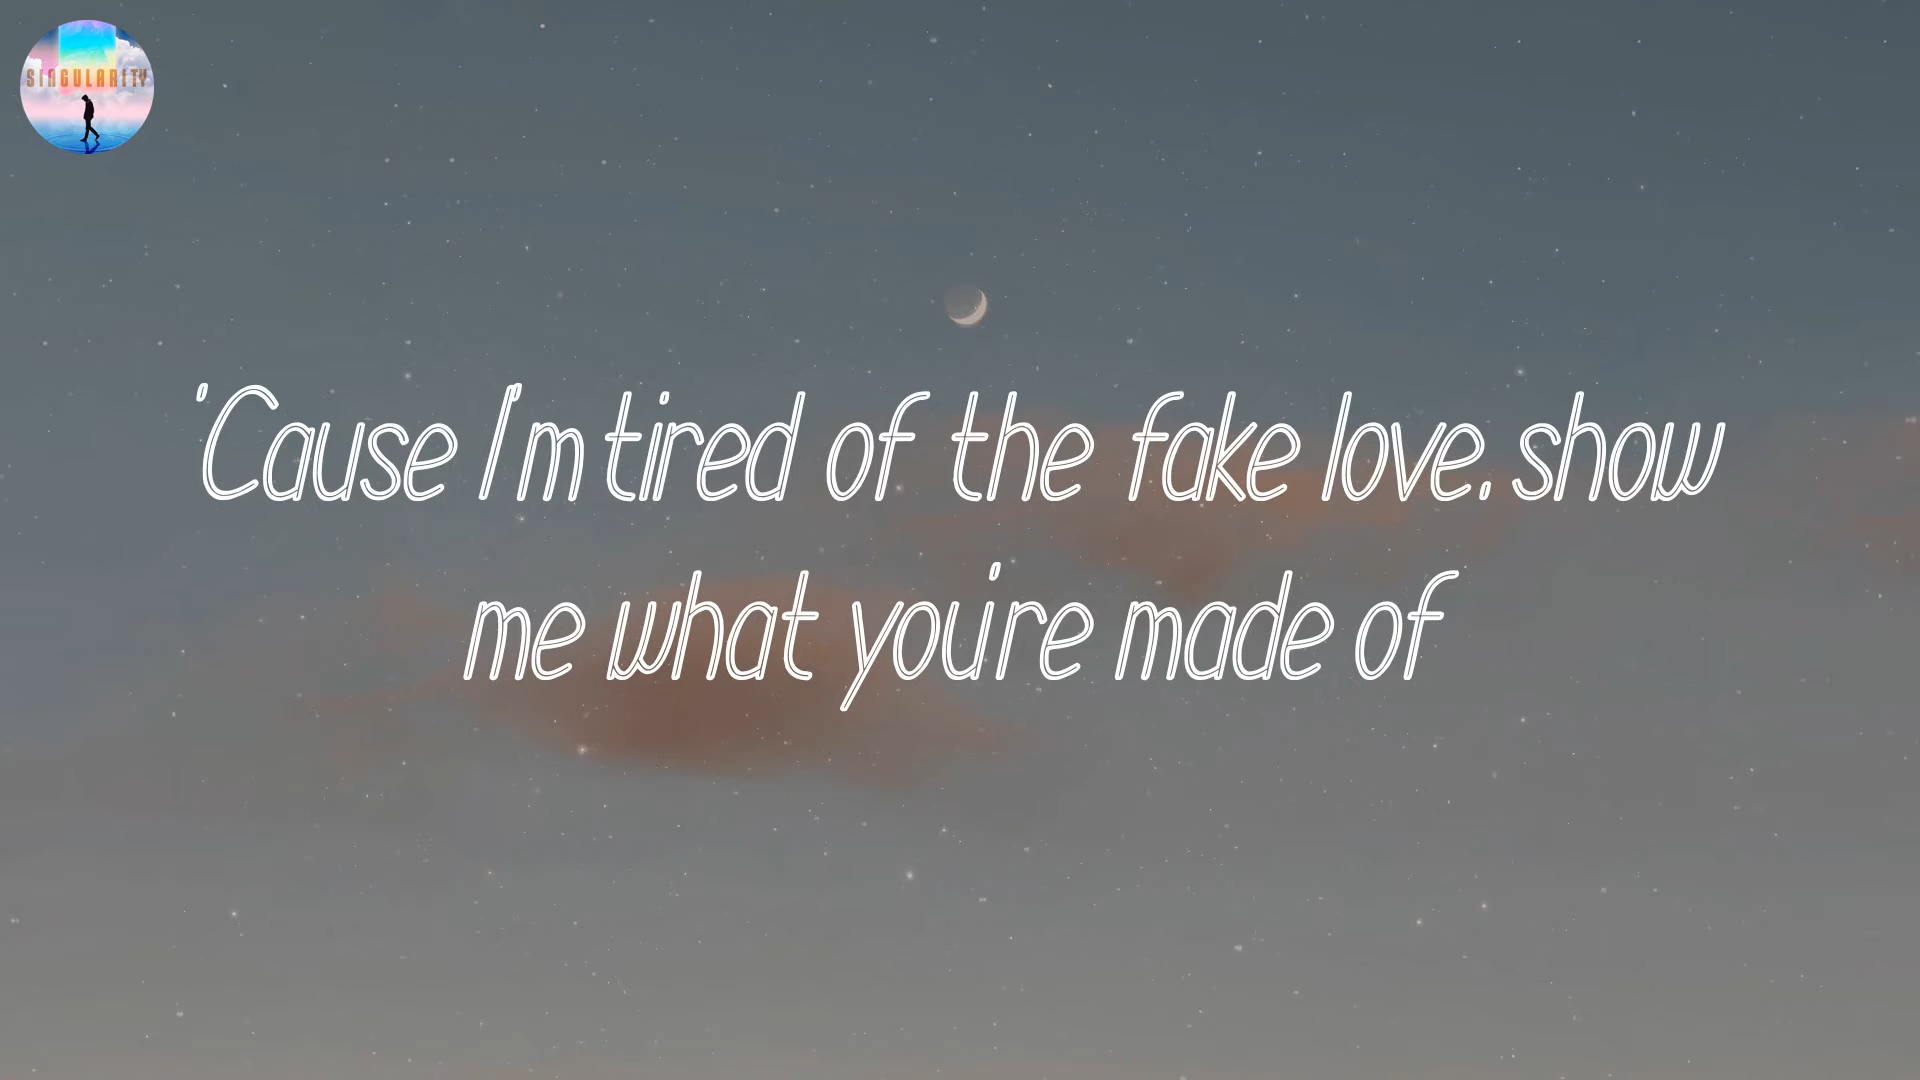 SINGULARITY
'Cause I'm tired of the fake love, show
me what you're made of